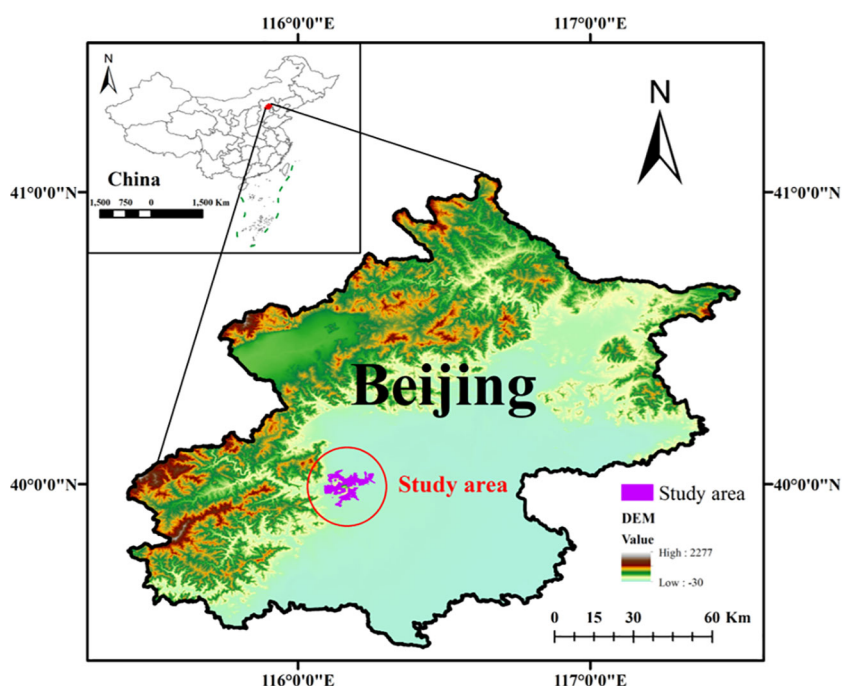 116°0'0"E
117°0'0"E
N
China
1,500 750 0 1,500 Km
N
41°0'0"N
41°0'0"N
Beijing
40°0'0"N
40°0'0"N
Study area
Study area
DEM
Value
High : 2277
Low : -30
0 15 30 60 Km
116°0'0"E
117°0'0"E